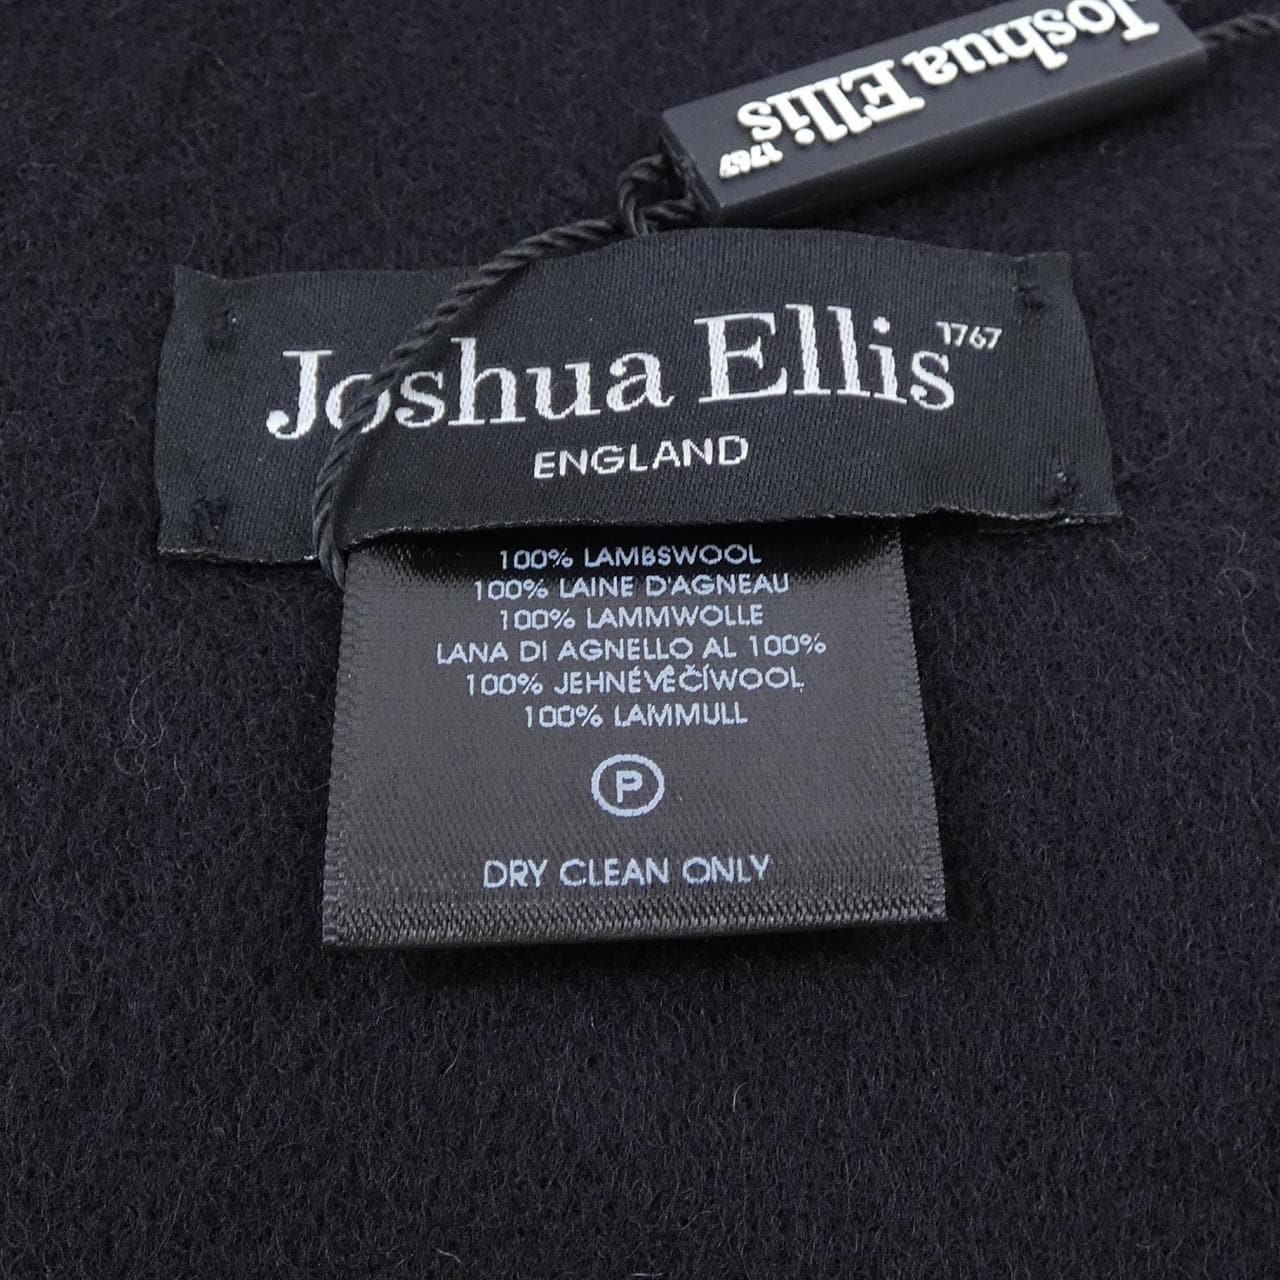 Joshua Ellis 1767
Joshua Ellis 1767
ENGLAND
100% LAMBSWOOL
100% LAINE D'AGNEAU
100% LAMMWOLLE
LANA DI AGNELLO AL 100%
100% JEHNÉVĚČÍWOOL
100% LAMMULL
P
DRY CLEAN ONLY